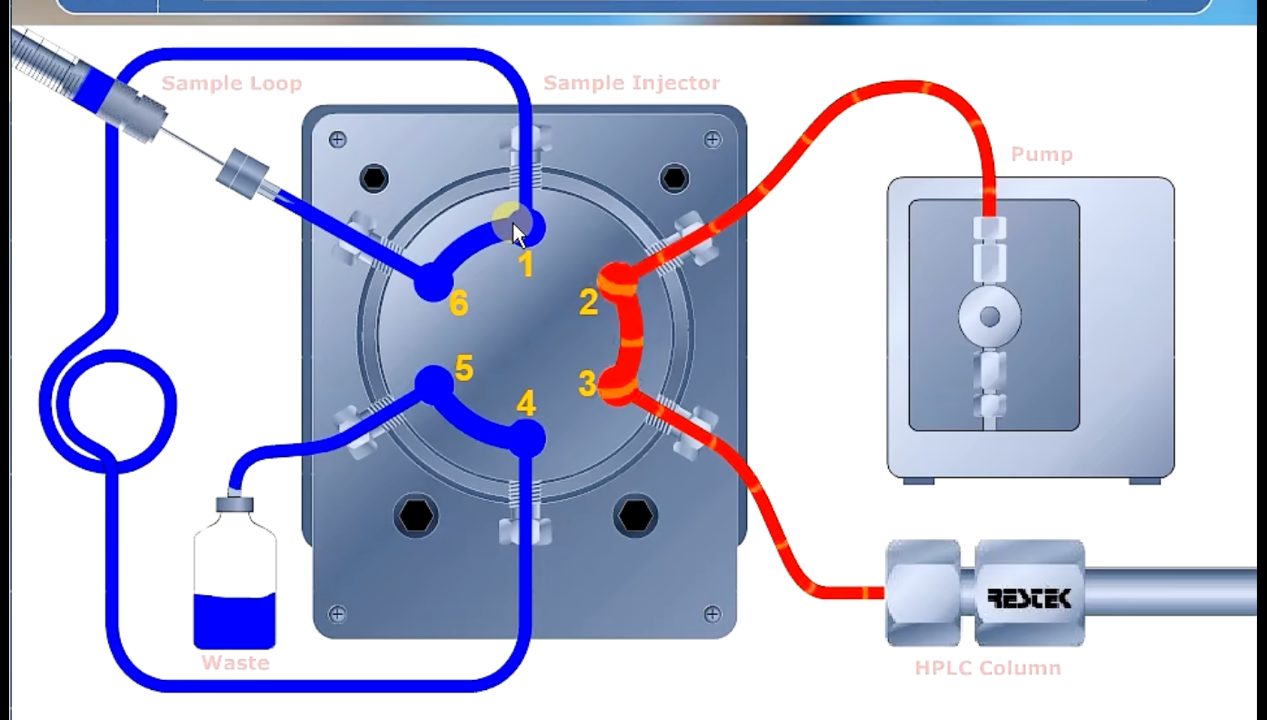 Sample Loop
Sample Injector
Pump
1
6
2
5
3
4
RESTEK
Waste
HPLC Column